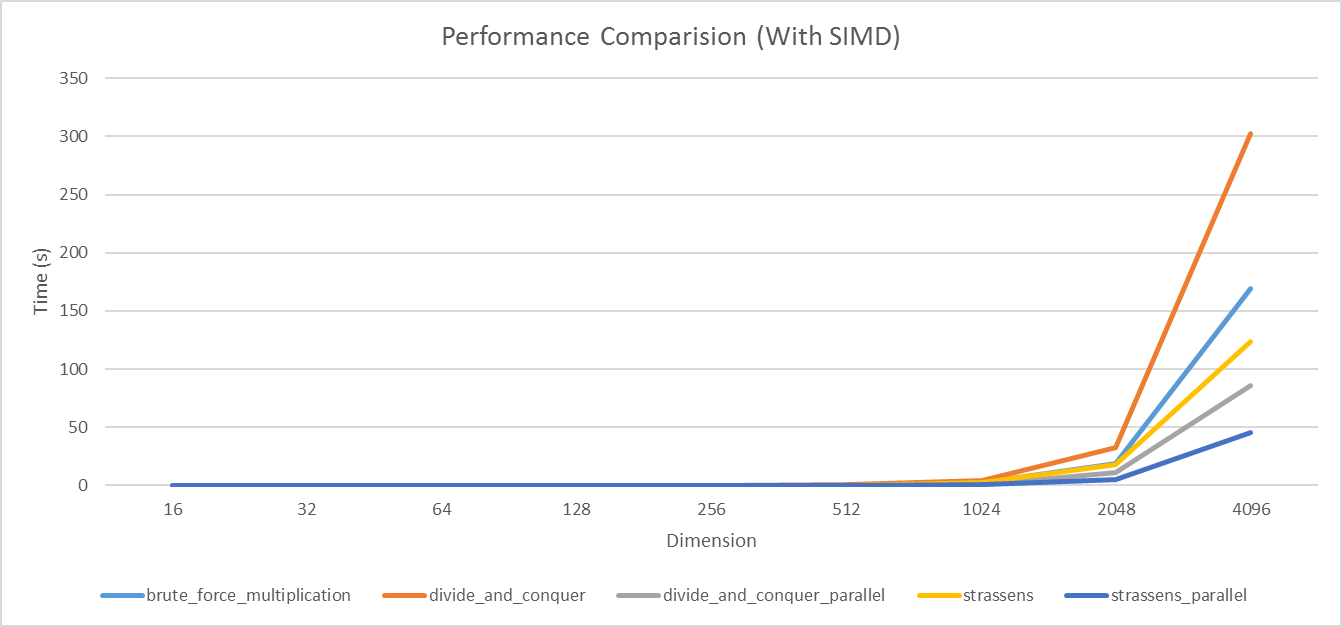 Performance Comparision (With SIMD)
350
300
250
200
150
100
50
0
Time (s)
16 32 64 128 256 512 1024 2048 4096
Dimension
brute_force_multiplication divide_and_conquer divide_and_conquer_parallel strassens strassens_parallel